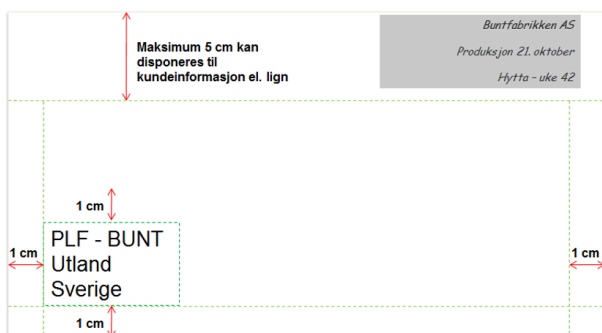 Maksimum 5 cm kan
disponeres til
kundeinformasjon el. lign
Buntfabrikken AS
Produksjon 21. oktober
Hytta – uke 42
1 cm
PLF - BUNT
Utland
Sverige
1 cm
1 cm
1 cm